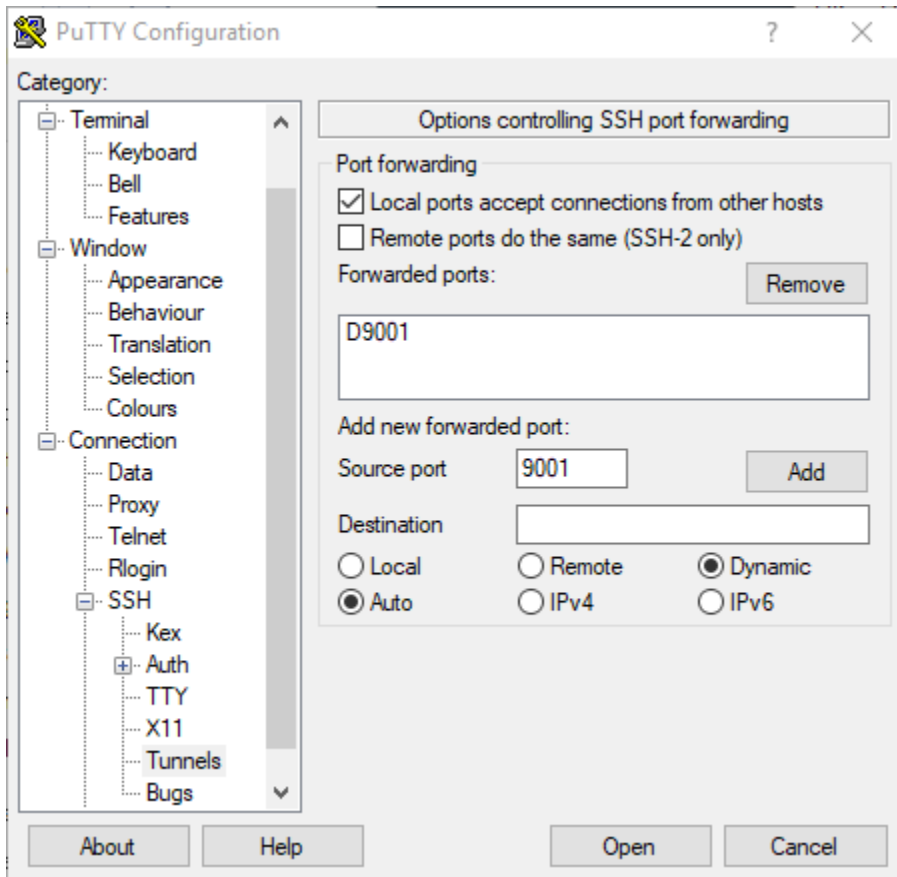 PuTTY Configuration
?
Category:
Terminal
Keyboard
Bell
Features
Window
Appearance
Behaviour
Translation
Selection
Colours
Connection
Data
Proxy
Telnet
Rlogin
SSH
Kex
Auth
TTY
X11
Tunnels
Bugs
Options controlling SSH port forwarding
Port forwarding
Local ports accept connections from other hosts
Remote ports do the same (SSH-2 only)
Forwarded ports:
Remove
D9001
Add new forwarded port:
Source port 9001 Add
Destination
Local Remote Dynamic
Auto IPv4 IPv6
About Help Open Cancel